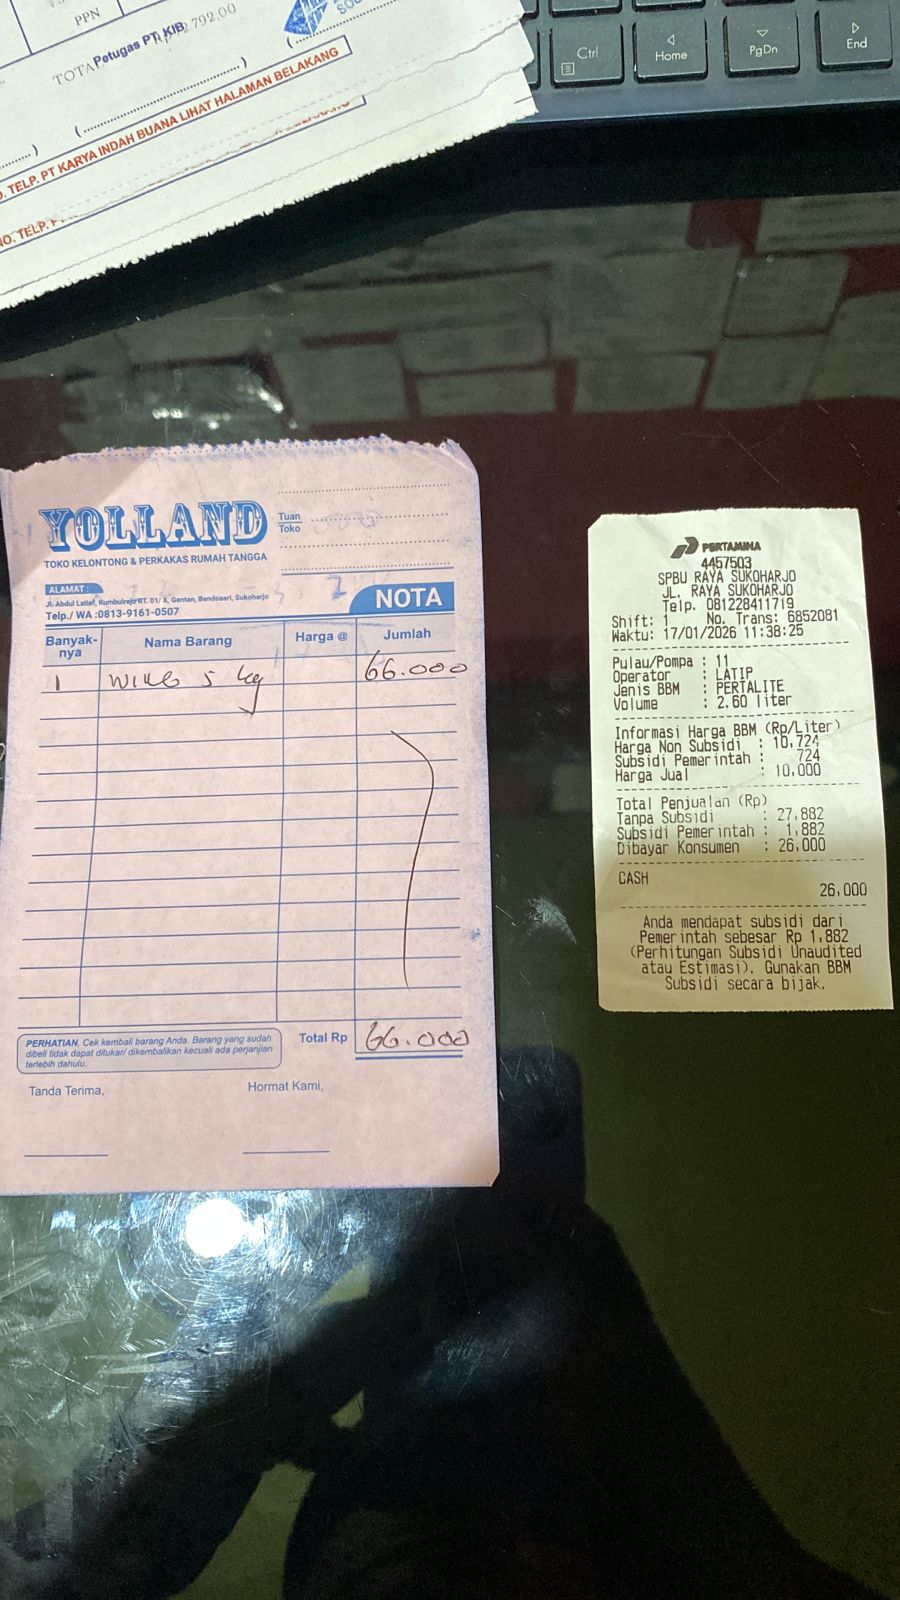 PPN
2.792.00
TOTAL
Petugas PT. KIB
(....................................)
NO. TELP. PT KARYA INDAH BUANA LIHAT HALAMAN BELAKANG
NO. TELP.
Ctrl
Home
PgDn
End
YOLLAND
TOKO KELONTONG & PERKAKAS RUMAH TANGGA
Tuan
Toko
ALAMAT :
Jl. Abdul Latief, Kumbulrejo RT. 01/ X, Gentan, Bendosari, Sukoharjo
Telp./ WA :0813-9161-0507
NOTA
Banyak-nya Nama Barang Harga @ Jumlah
1 5 kg 66.000
PERHATIAN, Cek kembali barang Anda. Barang yang sudah
dibeli tidak dapat ditukar/ dikembalikan kecuali ada perjanjian
terlebih dahulu.
Total Rp 66.000
Tanda Terima, Hormat Kami,
PERTAMINA
4457503
SPBU RAYA SUKOHARJO
JL. RAYA SUKOHARJO
Telp. 081228411719
Shift: 1 No. Trans: 6852081
Waktu: 17/01/2026 11:38:25
Pulau/Pompa : 11
Operator : LATIP
Jenis BBM : PERTALITE
Volume : 2.60 liter
Informasi Harga BBM (Rp/Liter)
Harga Non Subsidi : 10,724
Subsidi Pemerintah : 724
Harga Jual : 10,000
Total Penjualan (Rp)
Tanpa Subsidi : 27,882
Subsidi Pemerintah : 1,882
Dibayar Konsumen : 26,000
CASH
26,000
Anda mendapat subsidi dari
Pemerintah sebesar Rp 1,882
(Perhitungan Subsidi Unaudited
atau Estimasi). Gunakan BBM
Subsidi secara bijak.